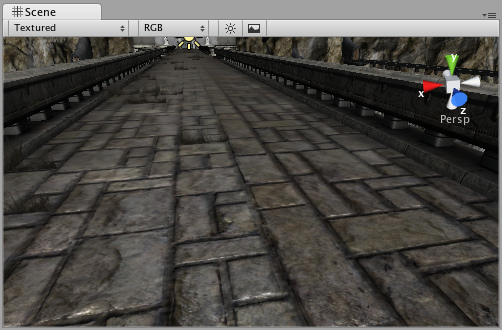 Scene
Textured RGB
y
x
z
Persp